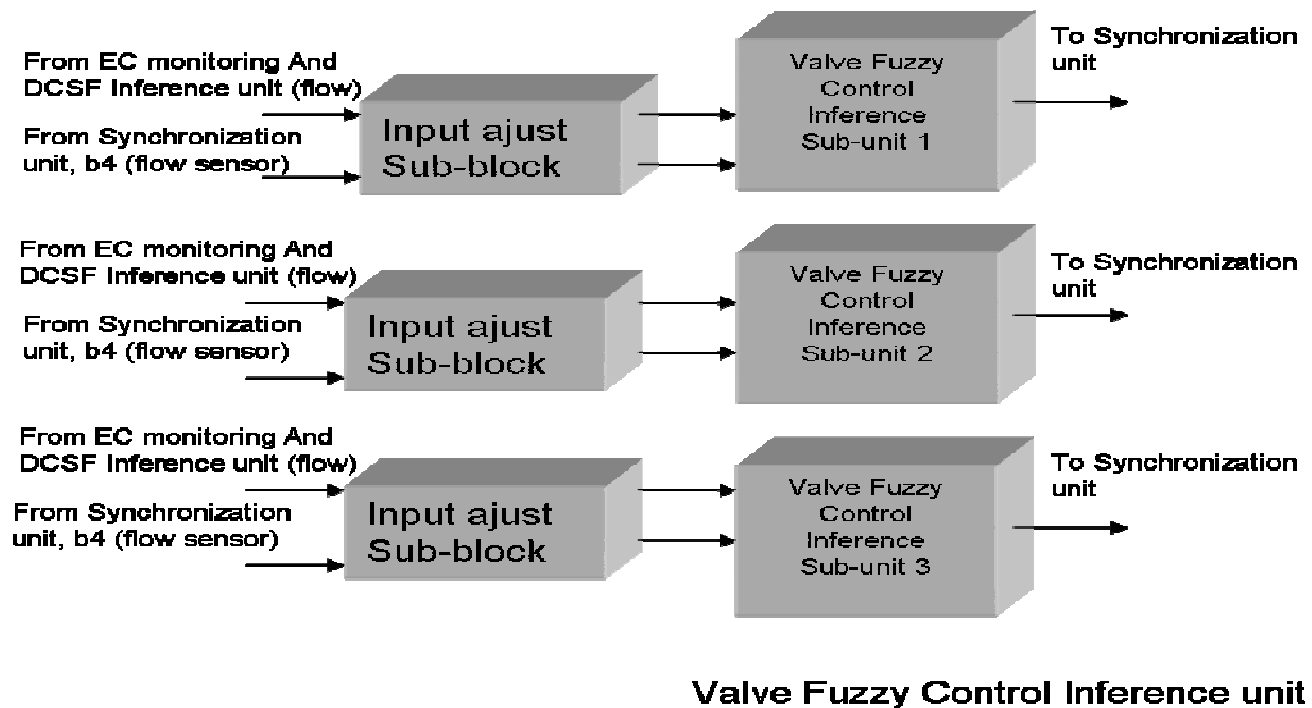 From EC monitoring And
DCSF Inference unit (flow)
From Synchronization
unit, b4 (flow sensor)
Input ajust
Sub-block
Valve Fuzzy
Control
Inference
Sub-unit 1
To Synchronization
unit
From EC monitoring And
DCSF Inference unit (flow)
From Synchronization
unit, b4 (flow sensor)
Input ajust
Sub-block
Valve Fuzzy
Control
Inference
Sub-unit 2
To Synchronization
unit
From EC monitoring And
DCSF Inference unit (flow)
From Synchronization
unit, b4 (flow sensor)
Input ajust
Sub-block
Valve Fuzzy
Control
Inference
Sub-unit 3
To Synchronization
unit
Valve Fuzzy Control Inference unit